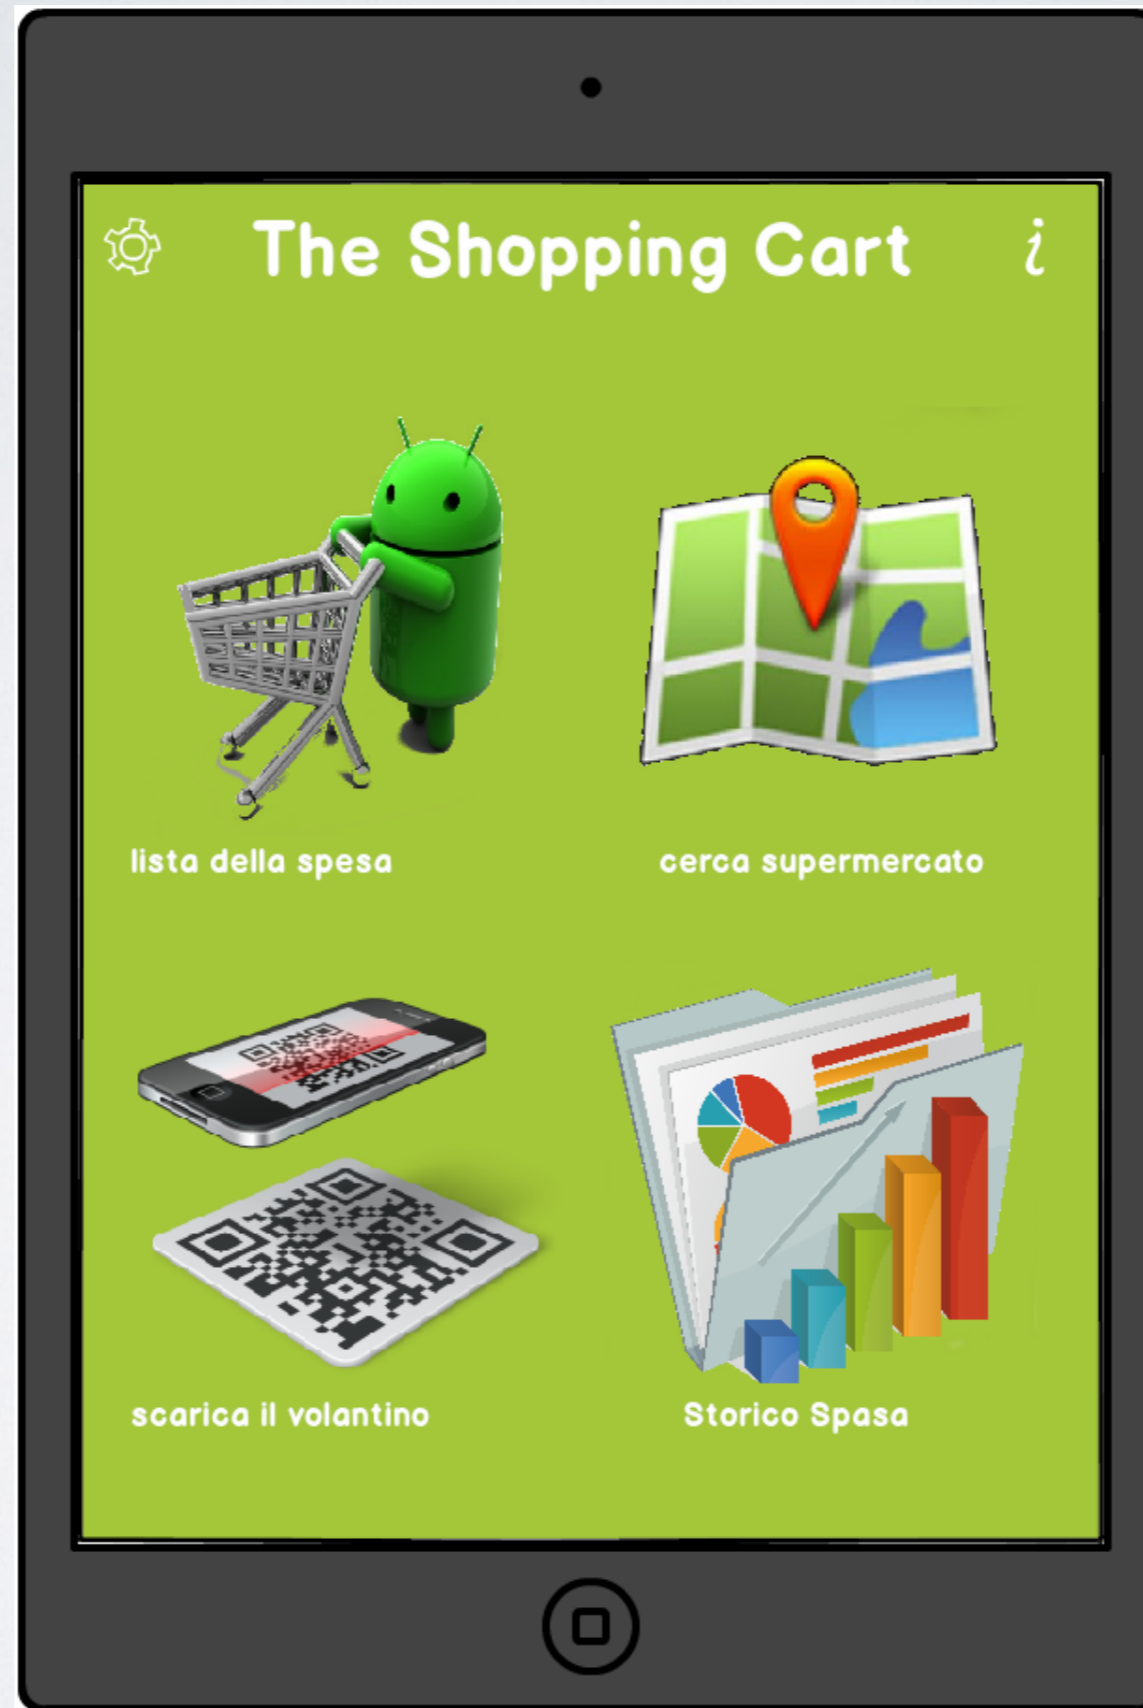 The Shopping Cart i
lista della spesa
cerca supermercato
scarica il volantino
Storico Spasa